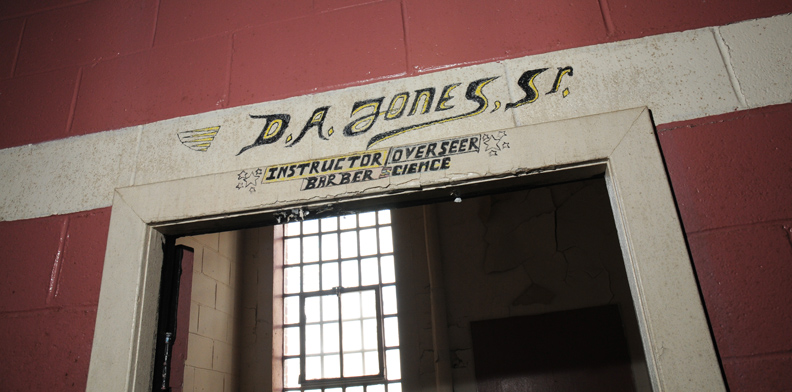 D.A. JONES, Sr.
INSTRUCTOR OVERSEER
BARBER SCIENCE